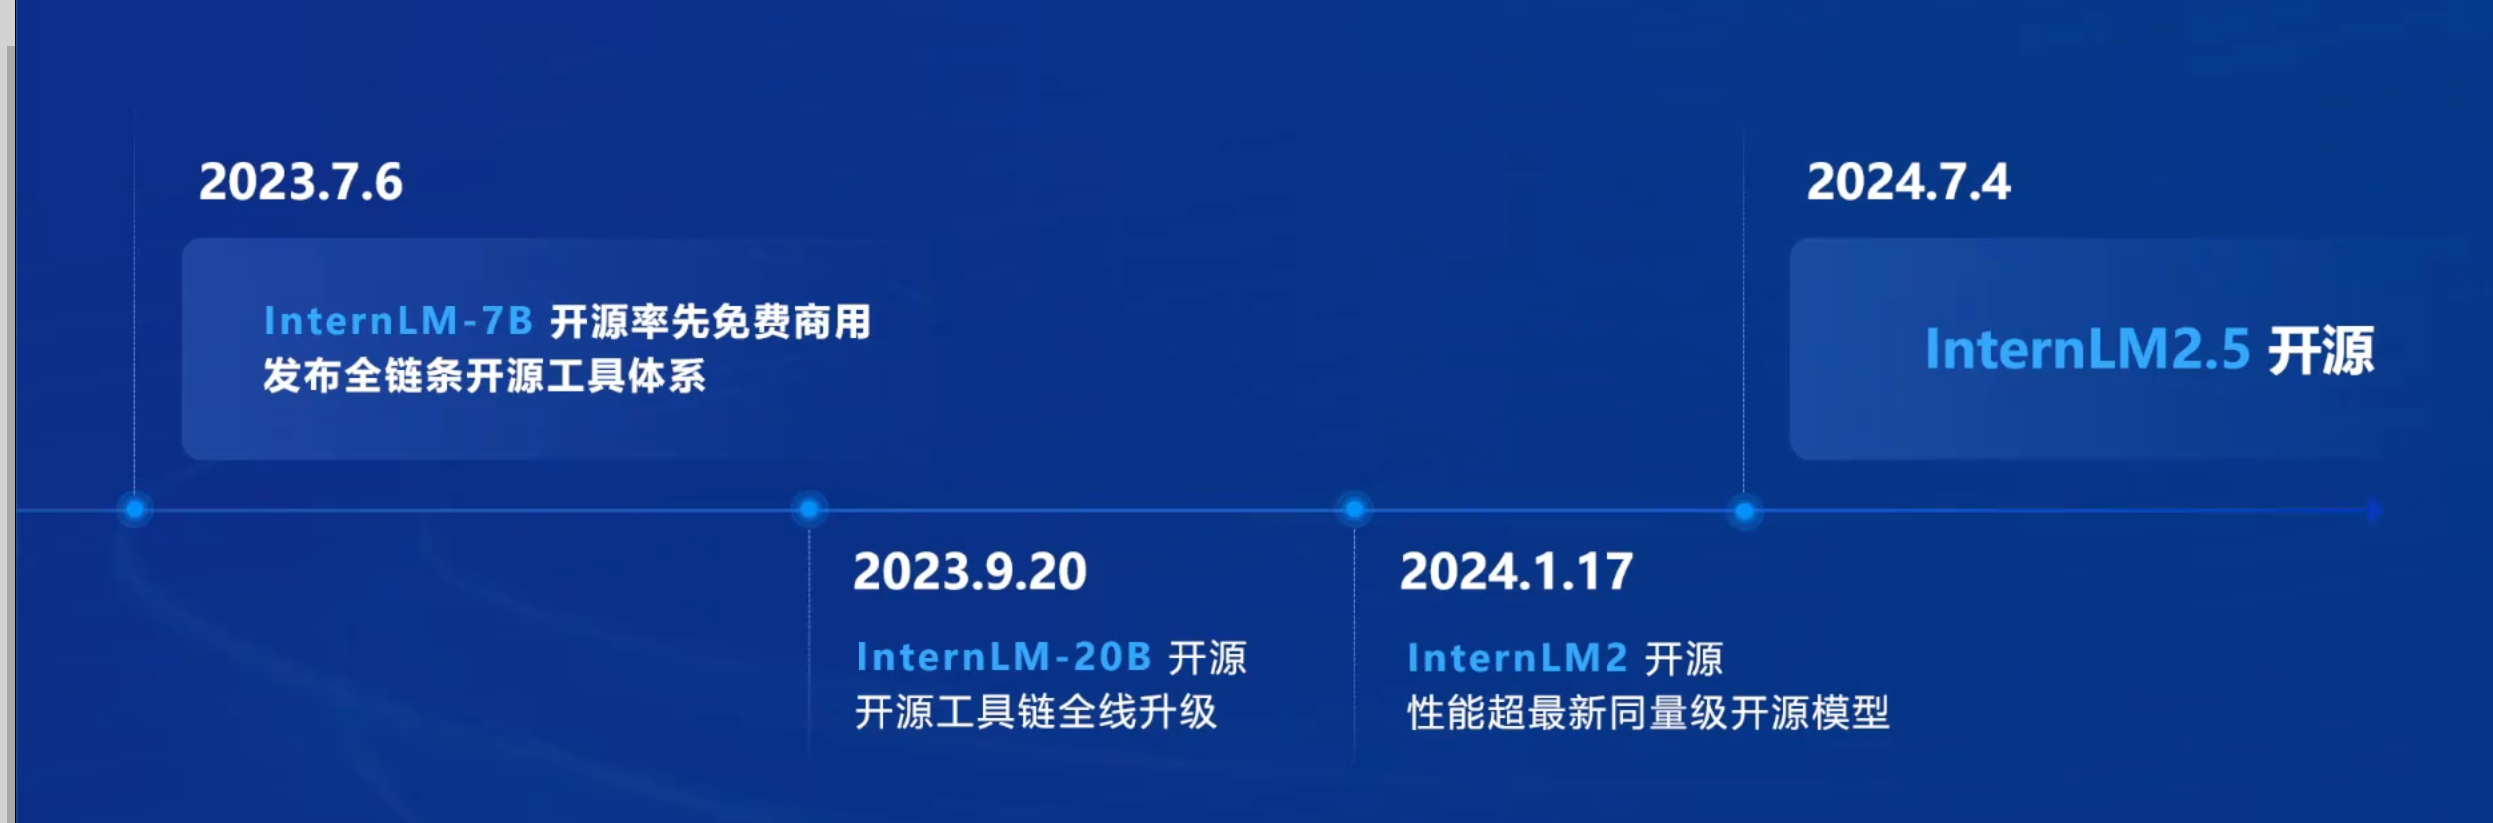 2023.7.6
InternLM-7B 开源率先免费商用
发布全链条开源工具体系
2023.9.20
InternLM-20B 开源
开源工具链全线升级
2024.1.17
InternLM2 开源
性能超最新同量级开源模型
2024.7.4
InternLM2.5 开源